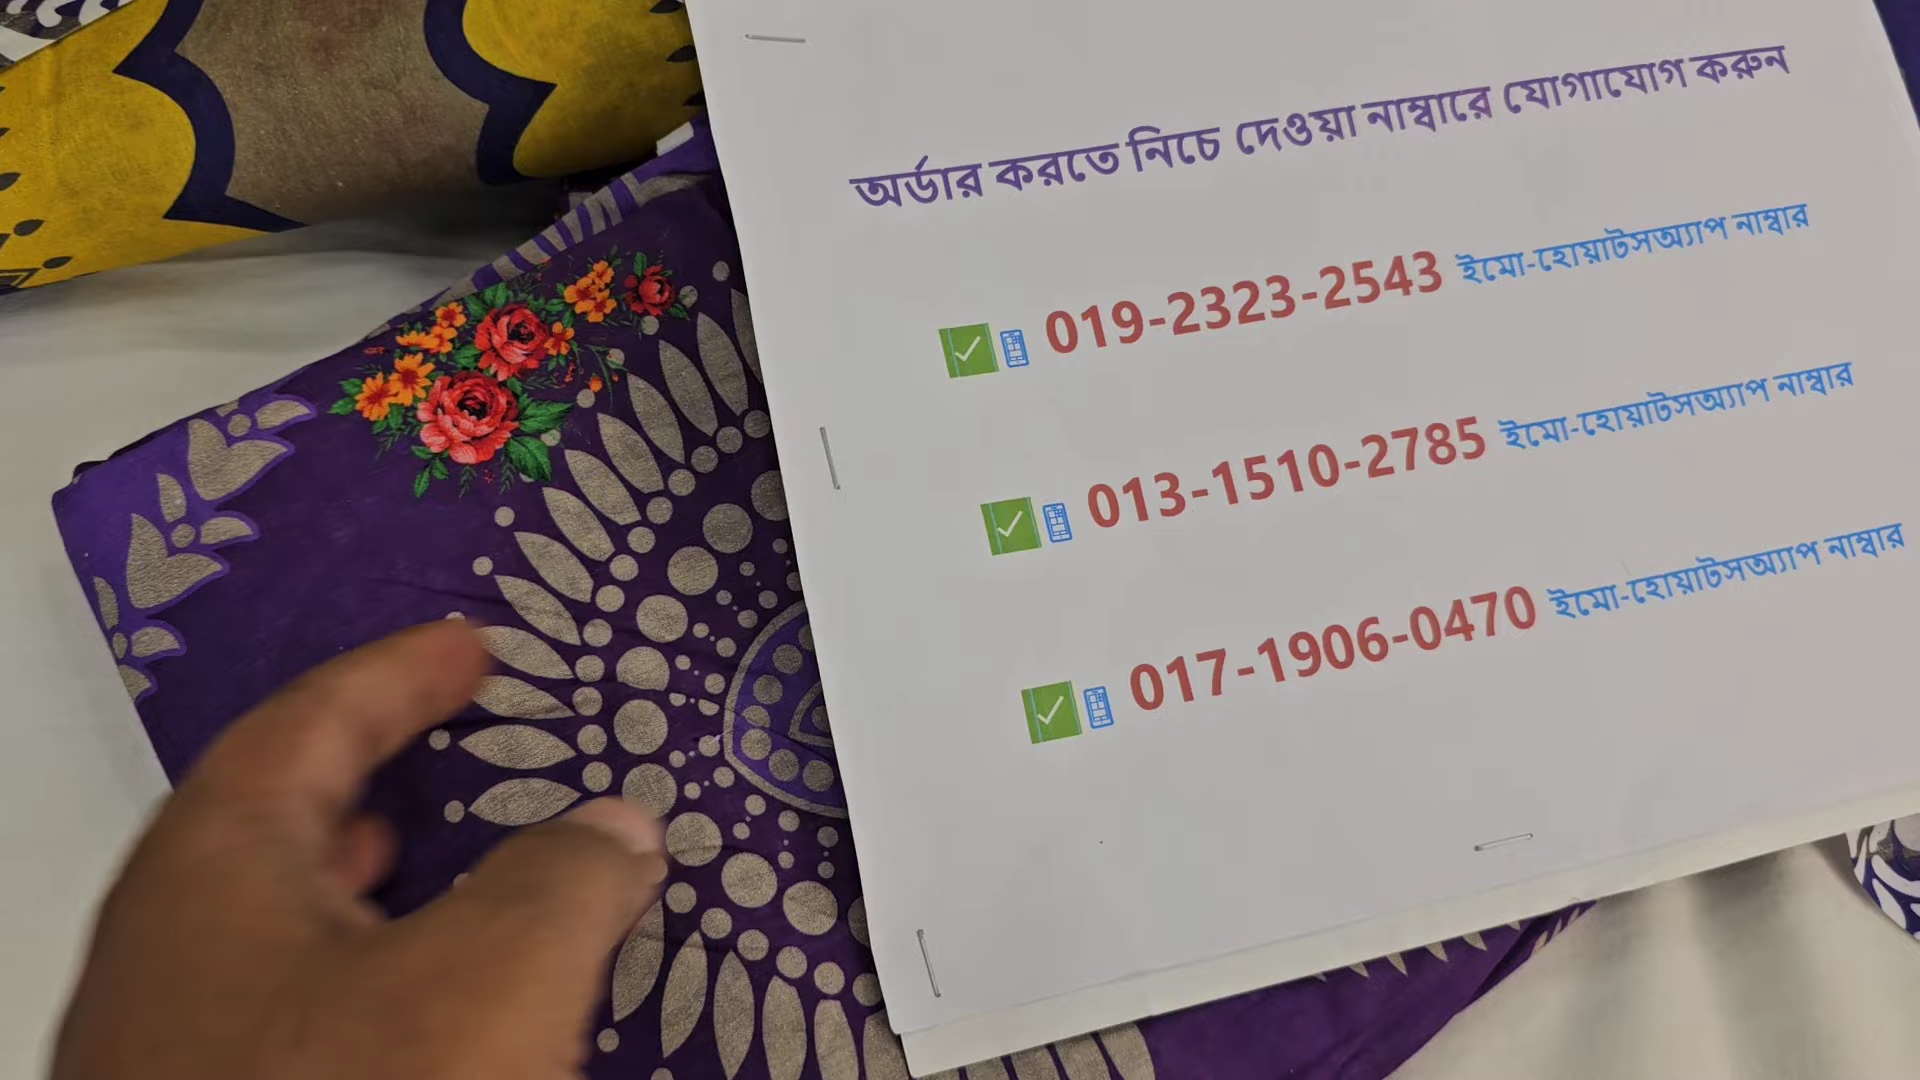 অর্ডার করতে নিচে দেওয়া নাম্বারে যোগাযোগ করুন
019-2323-2543 ইমো-হোয়াটসঅ্যাপ নাম্বার
013-1510-2785 ইমো-হোয়াটসঅ্যাপ নাম্বার
017-1906-0470 ইমো-হোয়াটসঅ্যাপ নাম্বার